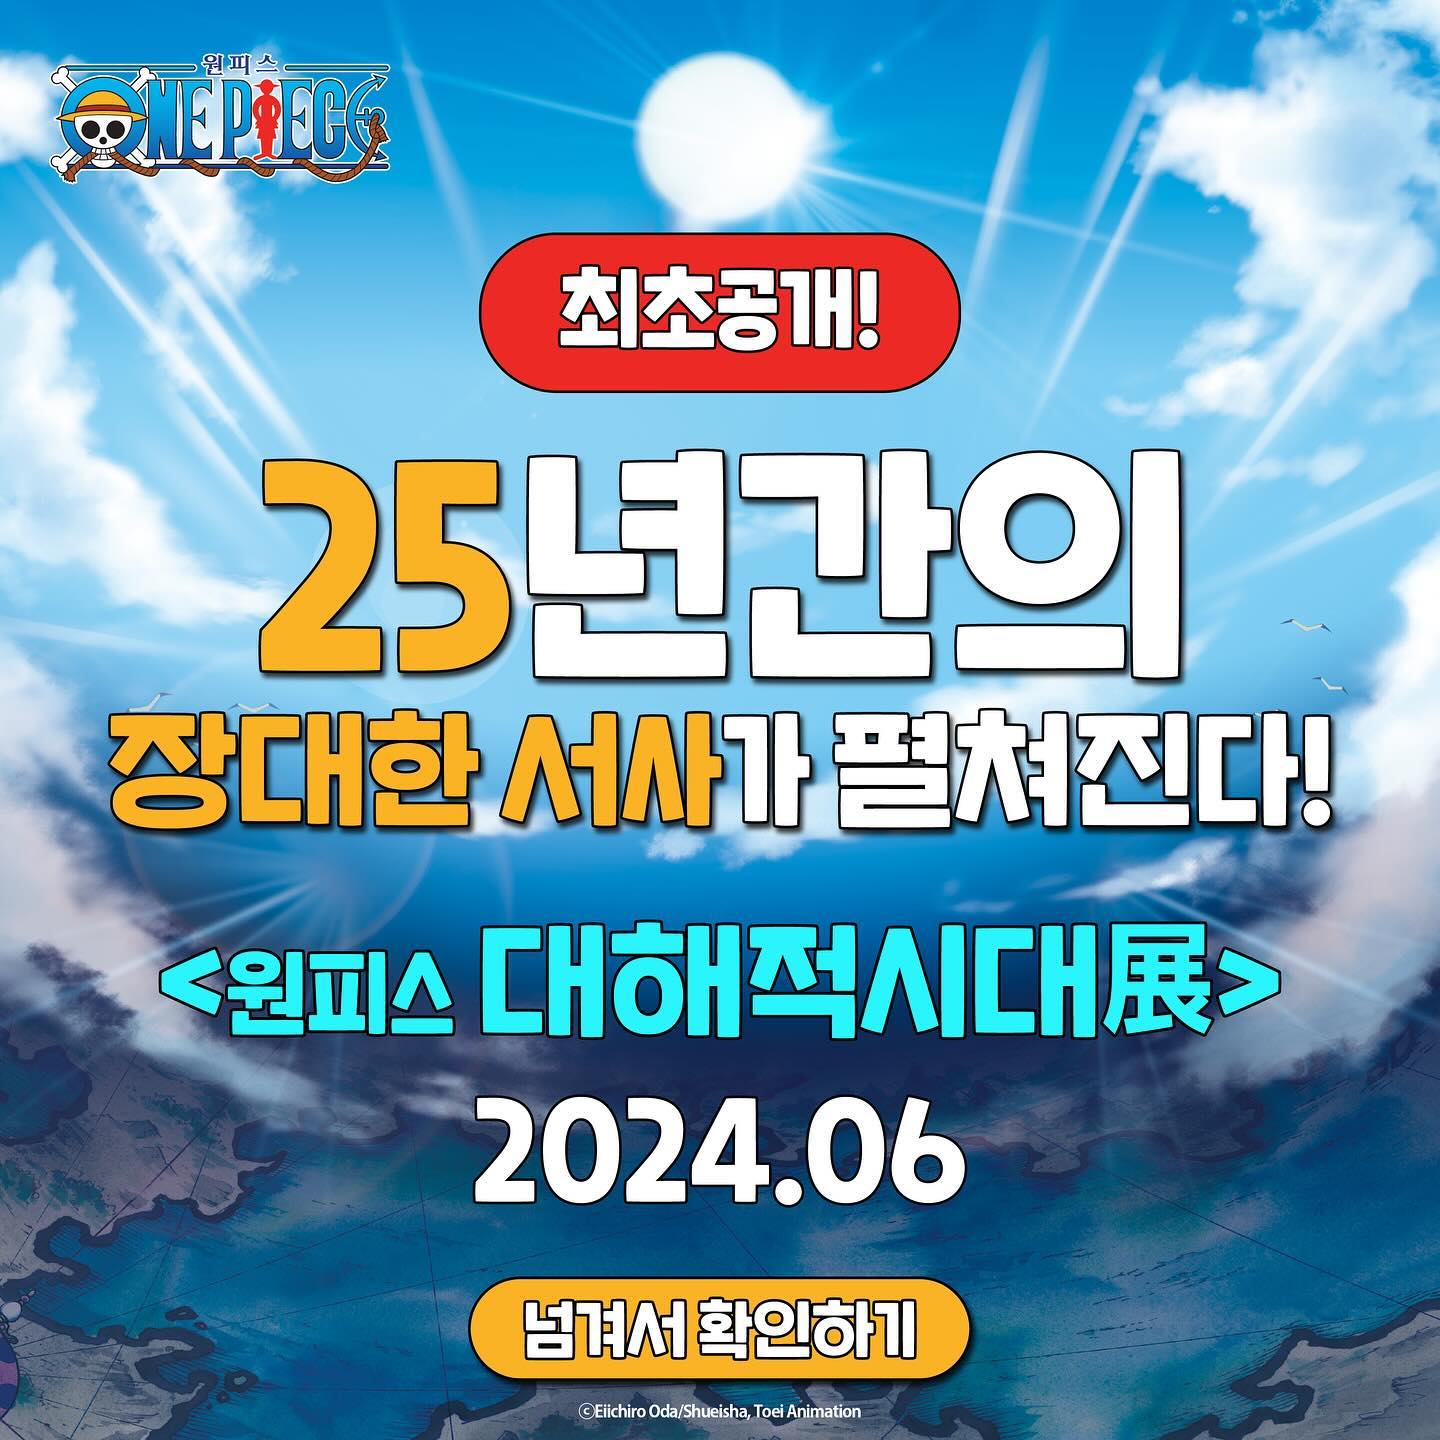 원피스
ONE PIECE
최초공개!
25년간의
장대한 서사가 펼쳐진다!
<원피스 대해적시대展>
2024.06
넘겨서 확인하기
ⓒEiichiro Oda/Shueisha, Toei Animation